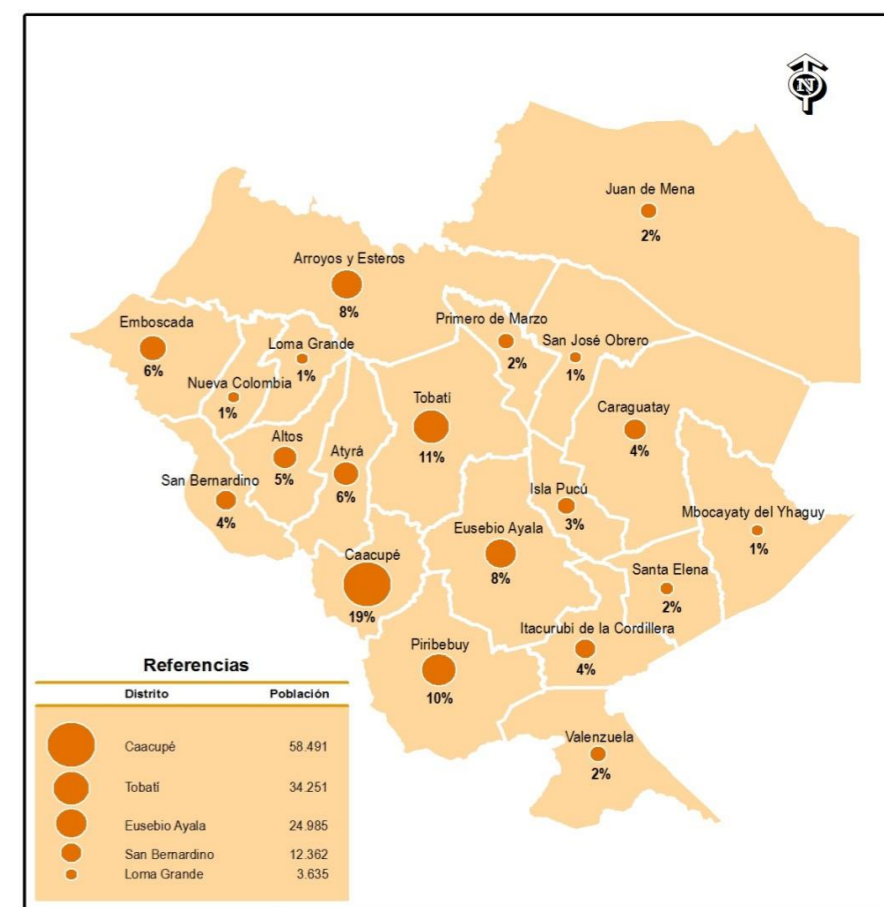 N
Juan de Mena
2%
Arroyos y Esteros
8%
Emboscada
6%
Loma Grande
1%
Primero de Marzo
2%
San José Obrero
1%
Nueva Colombia
1%
Tobatí
11%
Caraguatay
4%
Altos
5%
Atyrá
6%
San Bernardino
4%
Isla Pucú
3%
Mbocayaty del Yhaguy
1%
Eusebio Ayala
8%
Caacupé
19%
Santa Elena
2%
Itacurubí de la Cordillera
4%
Piribebuy
10%
Valenzuela
2%
Referencias
Distrito Población
Caacupé 58.491
Tobatí 34.251
Eusebio Ayala 24.985
San Bernardino 12.362
Loma Grande 3.635